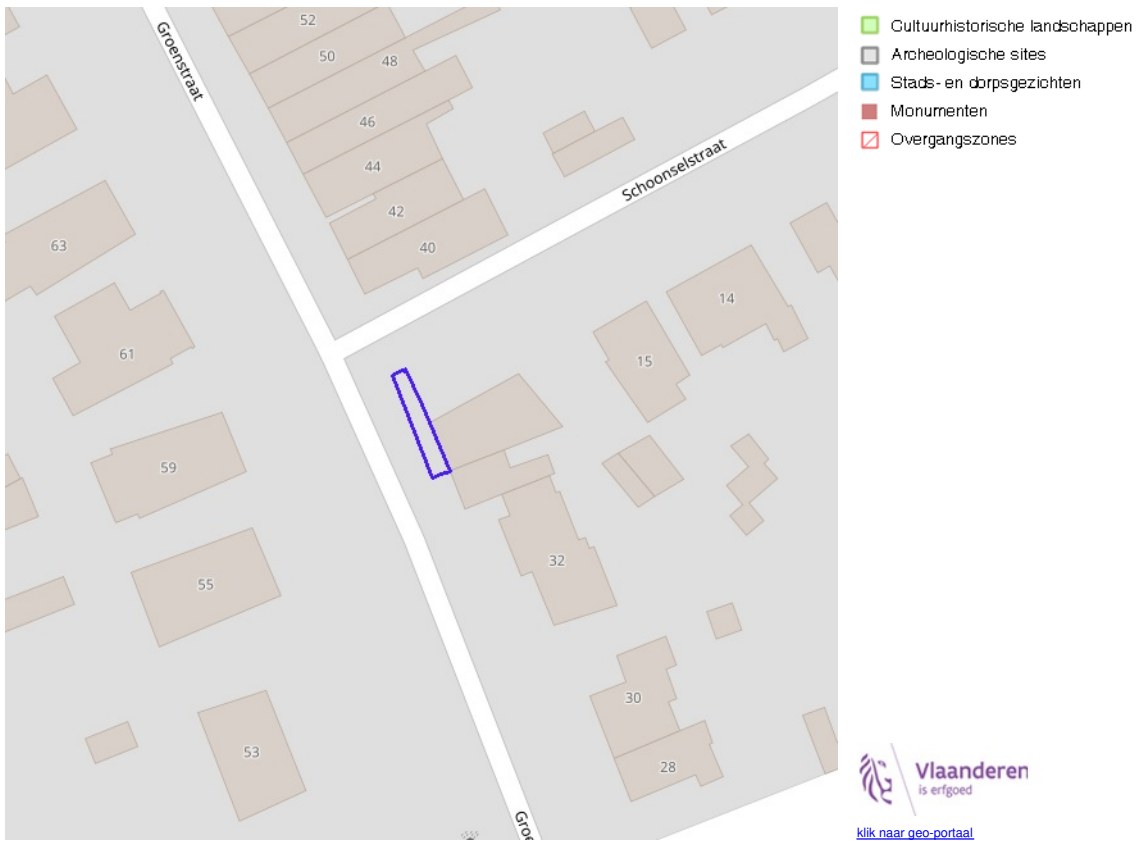 Groenstraat
52
50
48
46
44
42
40
Schoonselstraat
63
61
59
55
53
14
15
32
30
28
Groe
Cultuurhistorische landschappen
Archeologische sites
Stads- en dorpsgezichten
Monumenten
Overgangszones
Vlaanderen
is erfgoed
klik naar geo-portaal